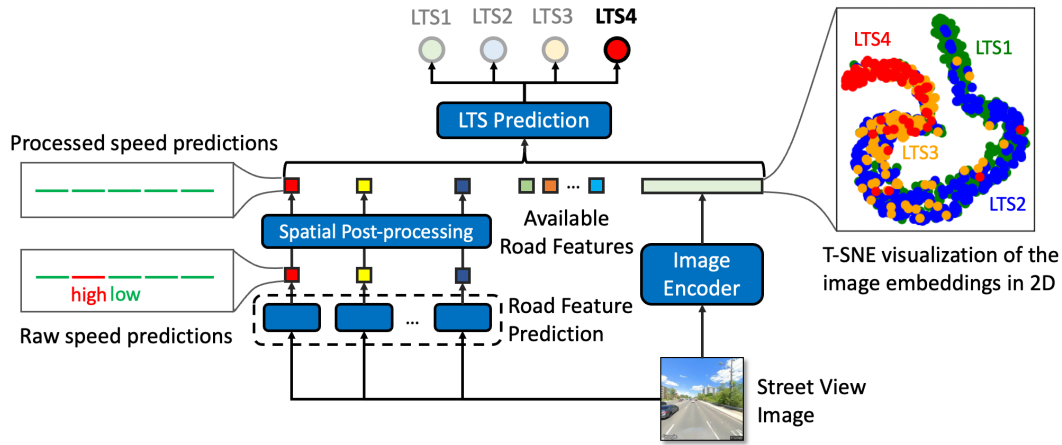 LTS1 LTS2 LTS3 LTS4
LTS Prediction
Processed speed predictions
Spatial Post-processing
...
Available
Road Features
Image
Encoder
high low
Raw speed predictions
...
Road Feature
Prediction
Street View
Image
LTS4
LTS1
LTS3
LTS2
T-SNE visualization of the
image embeddings in 2D